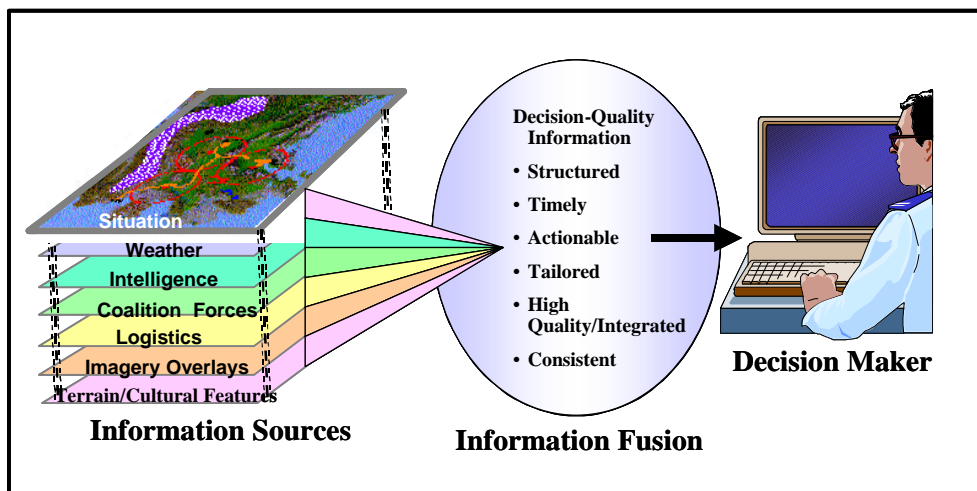 Situation
Weather
Intelligence
Coalition Forces
Logistics
Imagery Overlays
Terrain/Cultural Features
Information Sources
Decision-Quality
Information
• Structured
• Timely
• Actionable
• Tailored
• High
Quality/Integrated
• Consistent
Information Fusion
Decision Maker